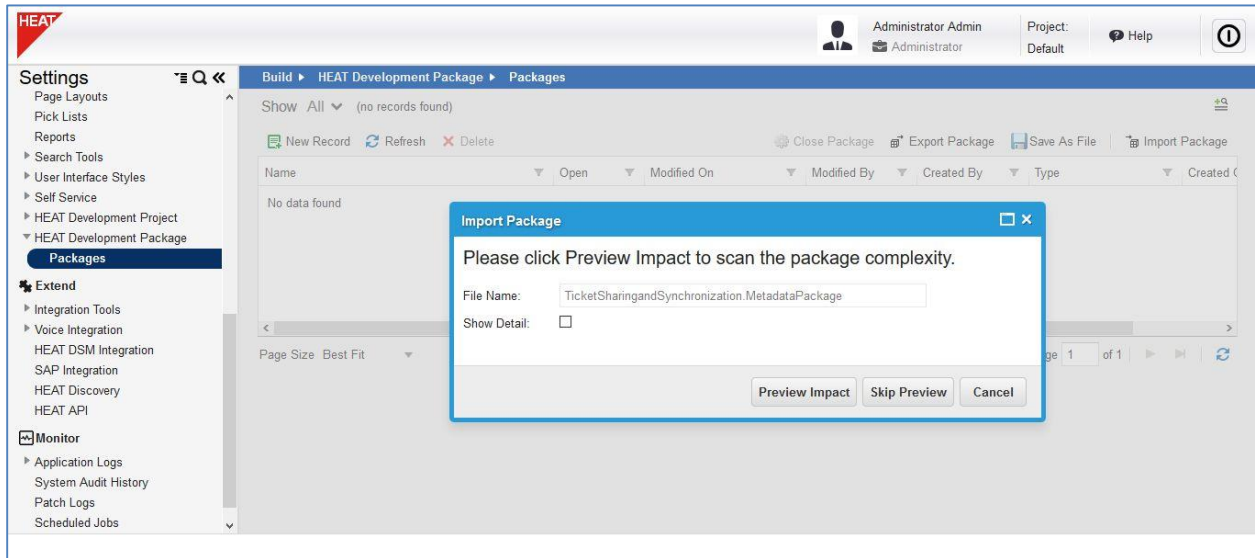 HEAT
Administrator Admin
Administrator
Project:
Default
Help
Settings
Page Layouts
Pick Lists
Reports
Search Tools
User Interface Styles
Self Service
HEAT Development Project
HEAT Development Package
Packages
Extend
Integration Tools
Voice Integration
HEAT DSM Integration
SAP Integration
HEAT Discovery
HEAT API
Monitor
Application Logs
System Audit History
Patch Logs
Scheduled Jobs
Build HEAT Development Package Packages
Show All (no records found)
New Record Refresh Delete Close Package Export Package Save As File Import Package
Name Open Modified On Modified By Created By Type Created
No data found
Import Package
Please click Preview Impact to scan the package complexity.
File Name: TicketSharingandSynchronization.MetadataPackage
Show Detail:
Preview Impact Skip Preview Cancel
Page Size Best Fit ge 1 of 1